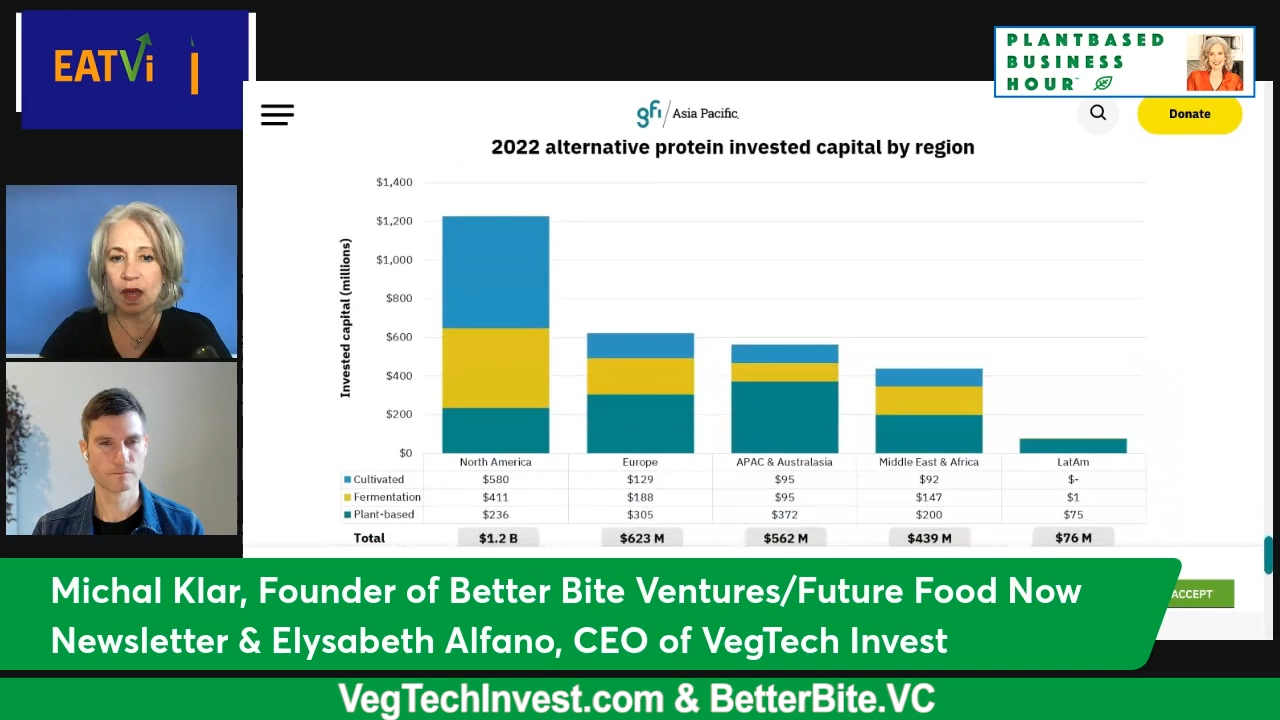 EATVi
PLANTBASED
BUSINESS
HOUR™
gfi / Asia Pacific.
Donate
2022 alternative protein invested capital by region
Invested capital (millions)
$1,400
$1,200
$1,000
$800
$600
$400
$200
$0
North America Europe APAC & Australasia Middle East & Africa LatAm
Cultivated $580 $129 $95 $92 $-
Fermentation $411 $188 $95 $147 $1
Plant-based $236 $305 $372 $200 $75
Total $1.2 B $623 M $562 M $439 M $76 M
ACCEPT
Michal Klar, Founder of Better Bite Ventures/Future Food Now
Newsletter & Elysabeth Alfano, CEO of VegTech Invest
VegTechInvest.com & BetterBite.VC